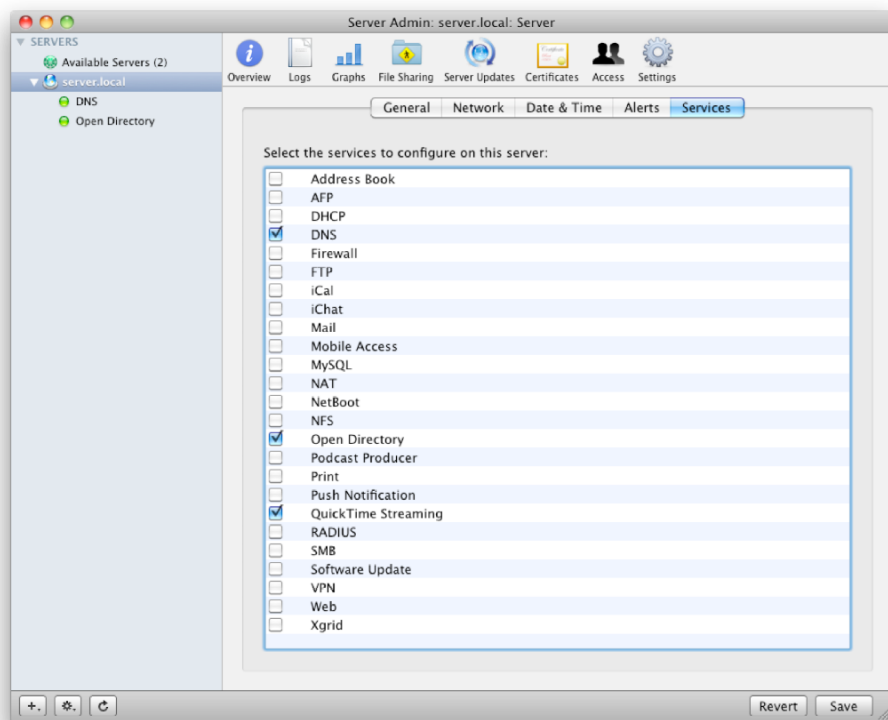 Server Admin: server.local: Server
SERVERS
Available Servers (2)
server.local
DNS
Open Directory
Overview
Logs
Graphs
File Sharing
Server Updates
Certificates
Access
Settings
General
Network
Date & Time
Alerts
Services
Select the services to configure on this server:
Address Book
AFP
DHCP
DNS
Firewall
FTP
iCal
iChat
Mail
Mobile Access
MySQL
NAT
NetBoot
NFS
Open Directory
Podcast Producer
Print
Push Notification
QuickTime Streaming
RADIUS
SMB
Software Update
VPN
Web
Xgrid
Revert
Save